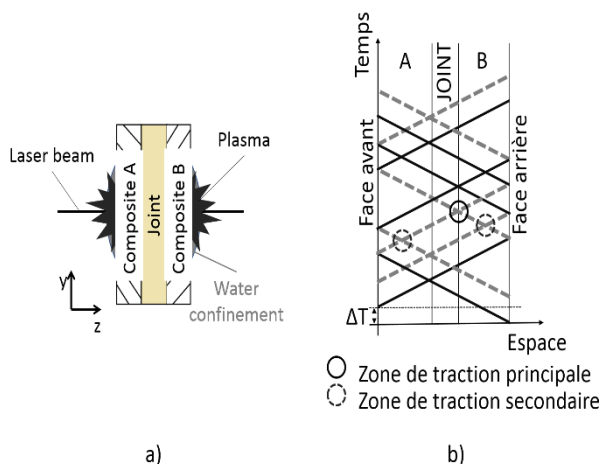 Laser beam
Plasma
Composite A
Joint
Composite B
Water
confinement
y
z
a)
Temps
A
JOINT
B
Face avant
Face arrière
ΔT
Espace
Zone de traction principale
Zone de traction secondaire
b)